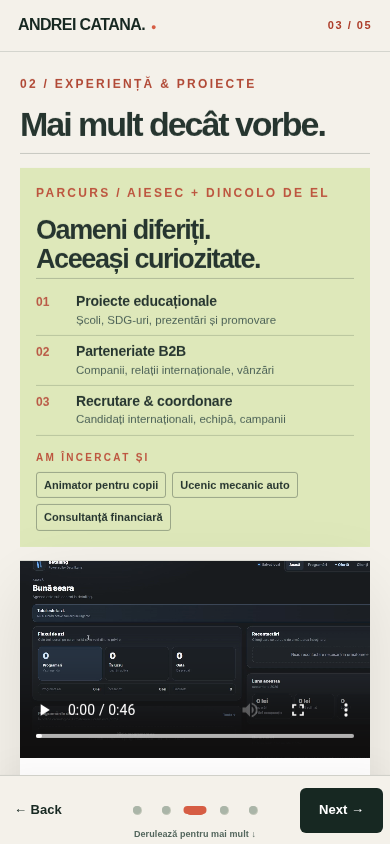 ANDREI CATANA.
03 / 05
02 / EXPERIENȚĂ & PROIECTE
Mai mult decât vorbe.
PARCURS / AIESEC + DINCOLO DE EL
Oameni diferiți.
Aceeași curiozitate.
01 Proiecte educaționale
Școli, SDG-uri, prezentări și promovare
02 Parteneriate B2B
Companii, relații internaționale, vânzări
03 Recrutare & coordonare
Candidați internaționali, echipă, campanii
AM ÎNCERCAT ȘI
Animator pentru copii
Ucenic mecanic auto
Consultanță financiară
Bună seara
0 0 0
0:00 / 0:46
← Back
Next →
Derulează pentru mai mult ↓